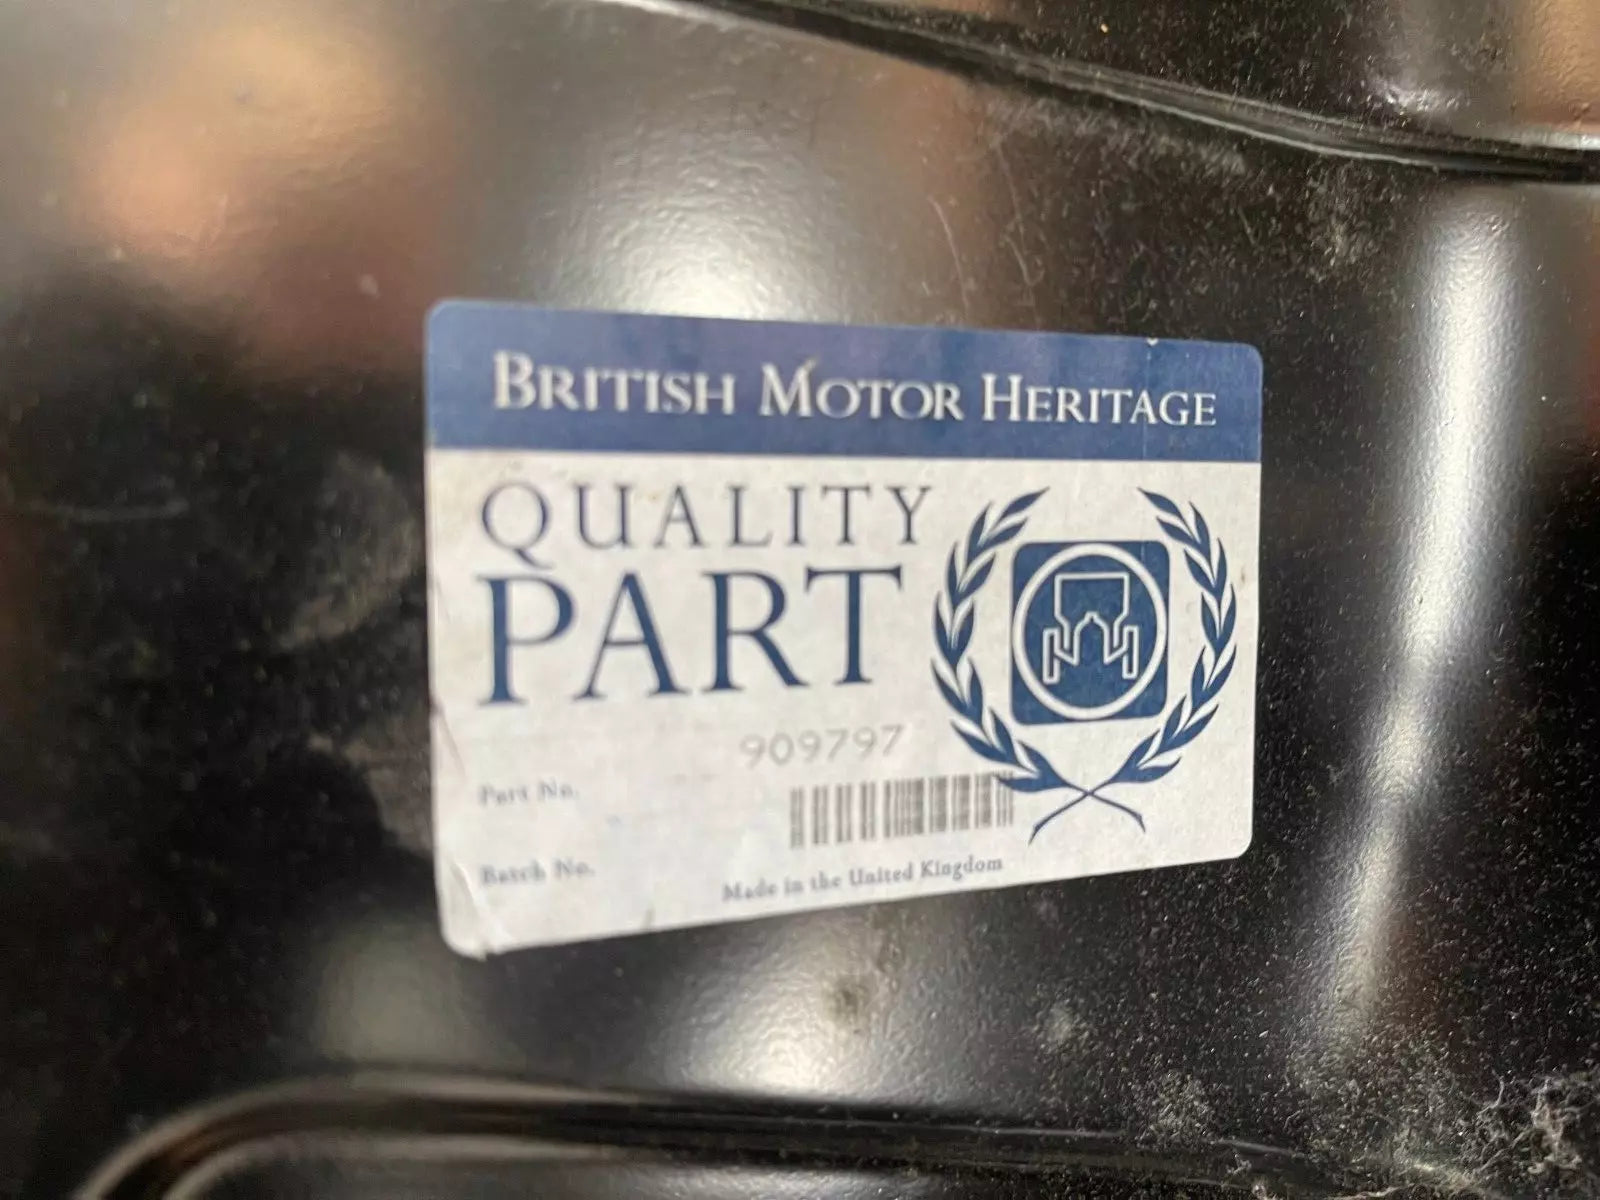 BRITISH MOTOR HERITAGE
QUALITY
PART
909797
Part No.
Batch No.
Made in the United Kingdom